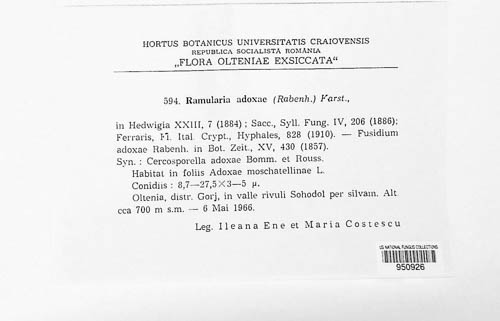 HORTUS BOTANICUS UNIVERSITATIS CRAIOVENSIS
REPUBLICA SOCIALISTĂ ROMÂNIA
„FLORA OLTENIAE EXSICCATA“
594. Ramularia adoxae (Rabenh.) Karst.,
in Hedwigia XXIII, 7 (1884) ; Sacc., Syll. Fung. IV, 206 (1886);
Ferraris, Fl. Ital. Crypt., Hyphales, 828 (1910). — Fusidium
adoxae Rabenh. in Bot. Zeit., XV, 430 (1857).
Syn. : Cercosporella adoxae Bomm. et Rouss.
Habitat in foliis Adoxae moschatellinae L.
Conidiis : 8,7—27,5×3—5 µ.
Oltenia, distr. Gorj, in valle rivuli Sohodol per silvam. Alt.
cca 700 m s.m. — 6 Mai 1966.
Leg. Ileana Ene et Maria Costescu
US NATIONAL FUNGUS COLLECTIONS
950926